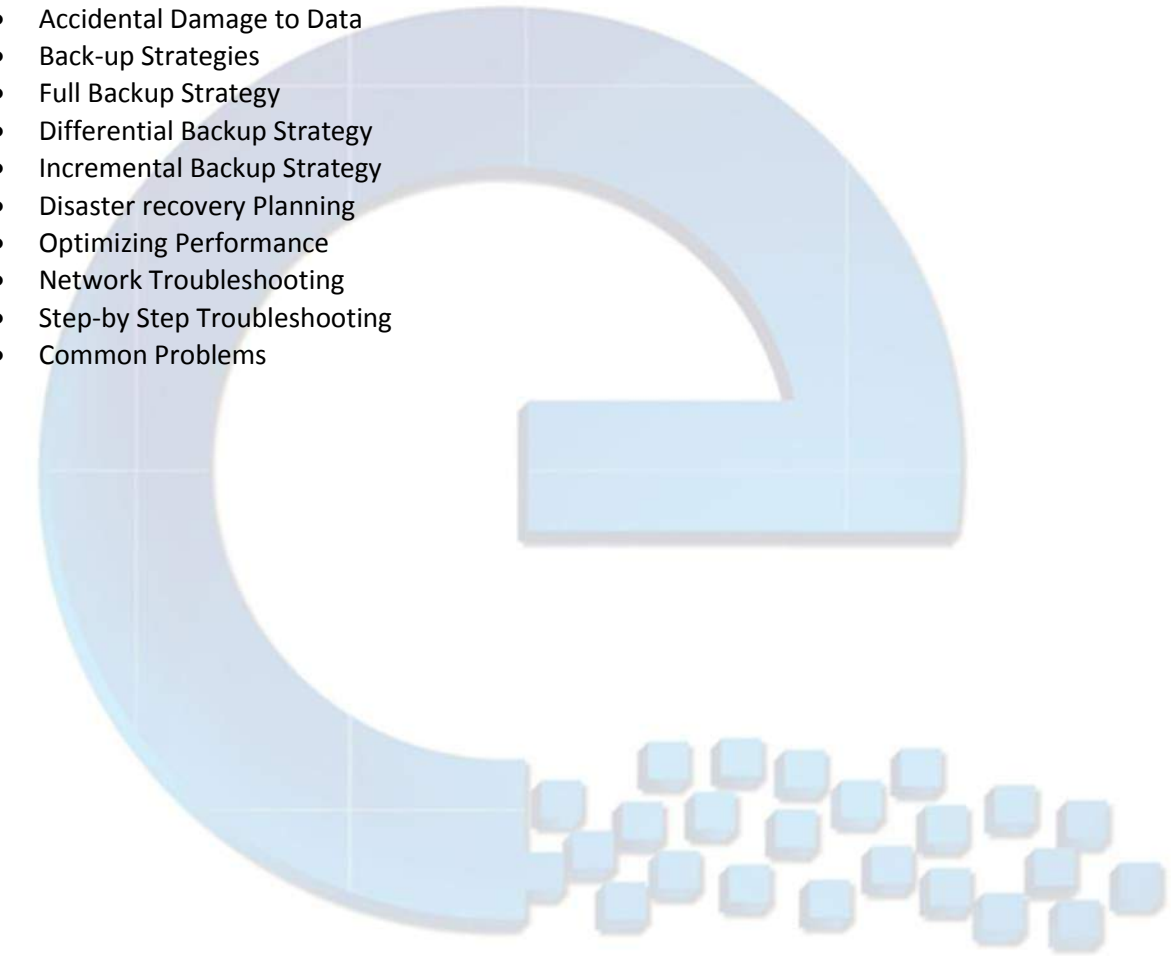 • Accidental Damage to Data
• Back-up Strategies
• Full Backup Strategy
• Differential Backup Strategy
• Incremental Backup Strategy
• Disaster recovery Planning
• Optimizing Performance
• Network Troubleshooting
• Step-by Step Troubleshooting
• Common Problems